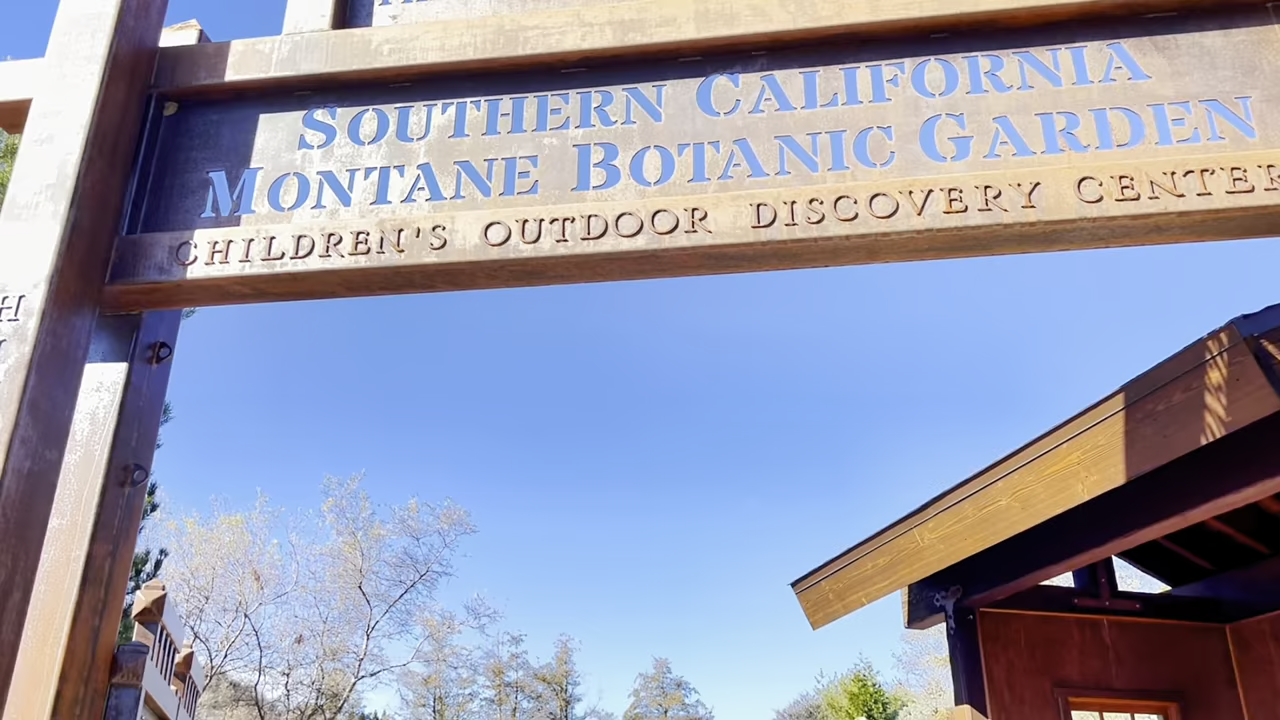 SOUTHERN CALIFORNIA
MONTANE BOTANIC GARDEN
CHILDREN'S OUTDOOR DISCOVERY CENTER
H